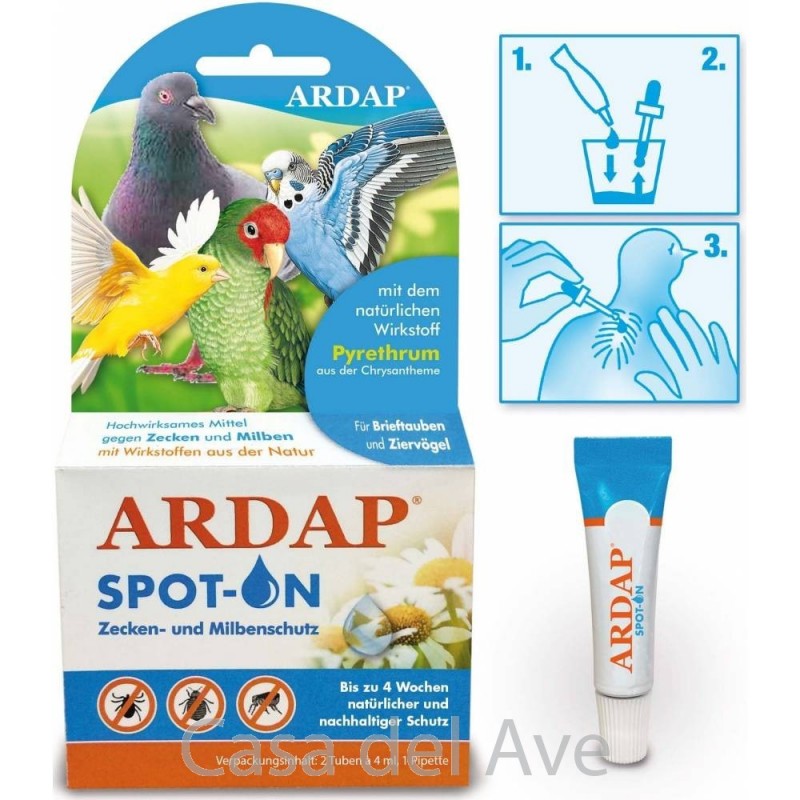 ARDAP®
mit dem
natürlichen
Wirkstoff
Pyrethrum
aus der Chrysantheme
Hochwirksames Mittel
gegen Zecken und Milben
mit Wirkstoffen aus der Natur
Für Brieftauben
und Ziervögel
ARDAP®
SPOT-ON
Zecken- und Milbenschutz
Bis zu 4 Wochen
natürlicher und
nachhaltiger Schutz
Verpackungsinhalt: 2 Tuben à 4 ml, 1 Pipette
Casa del Ave
1.
2.
3.
ARDAP®
SPOT-ON